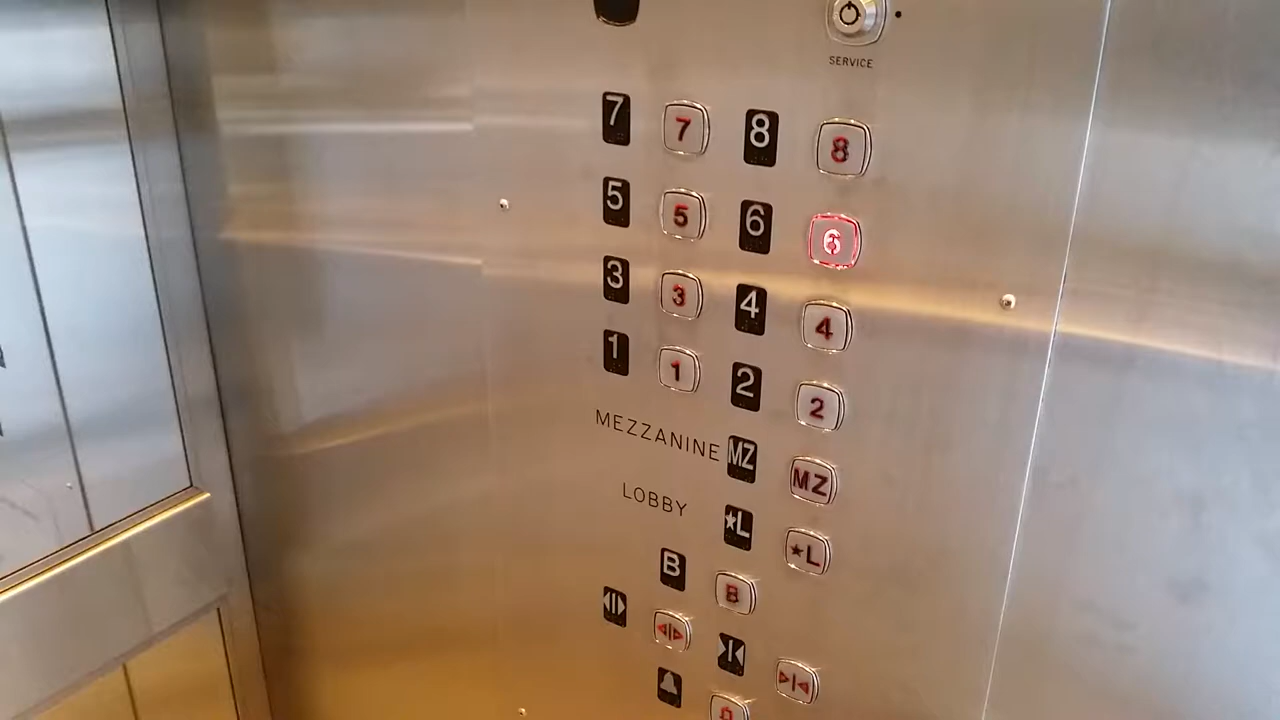 SERVICE
7 7 8 8
5 5 6 6
3 3 4 4
1 1 2 2
MEZZANINE MZ MZ
LOBBY ★L ★L
B B